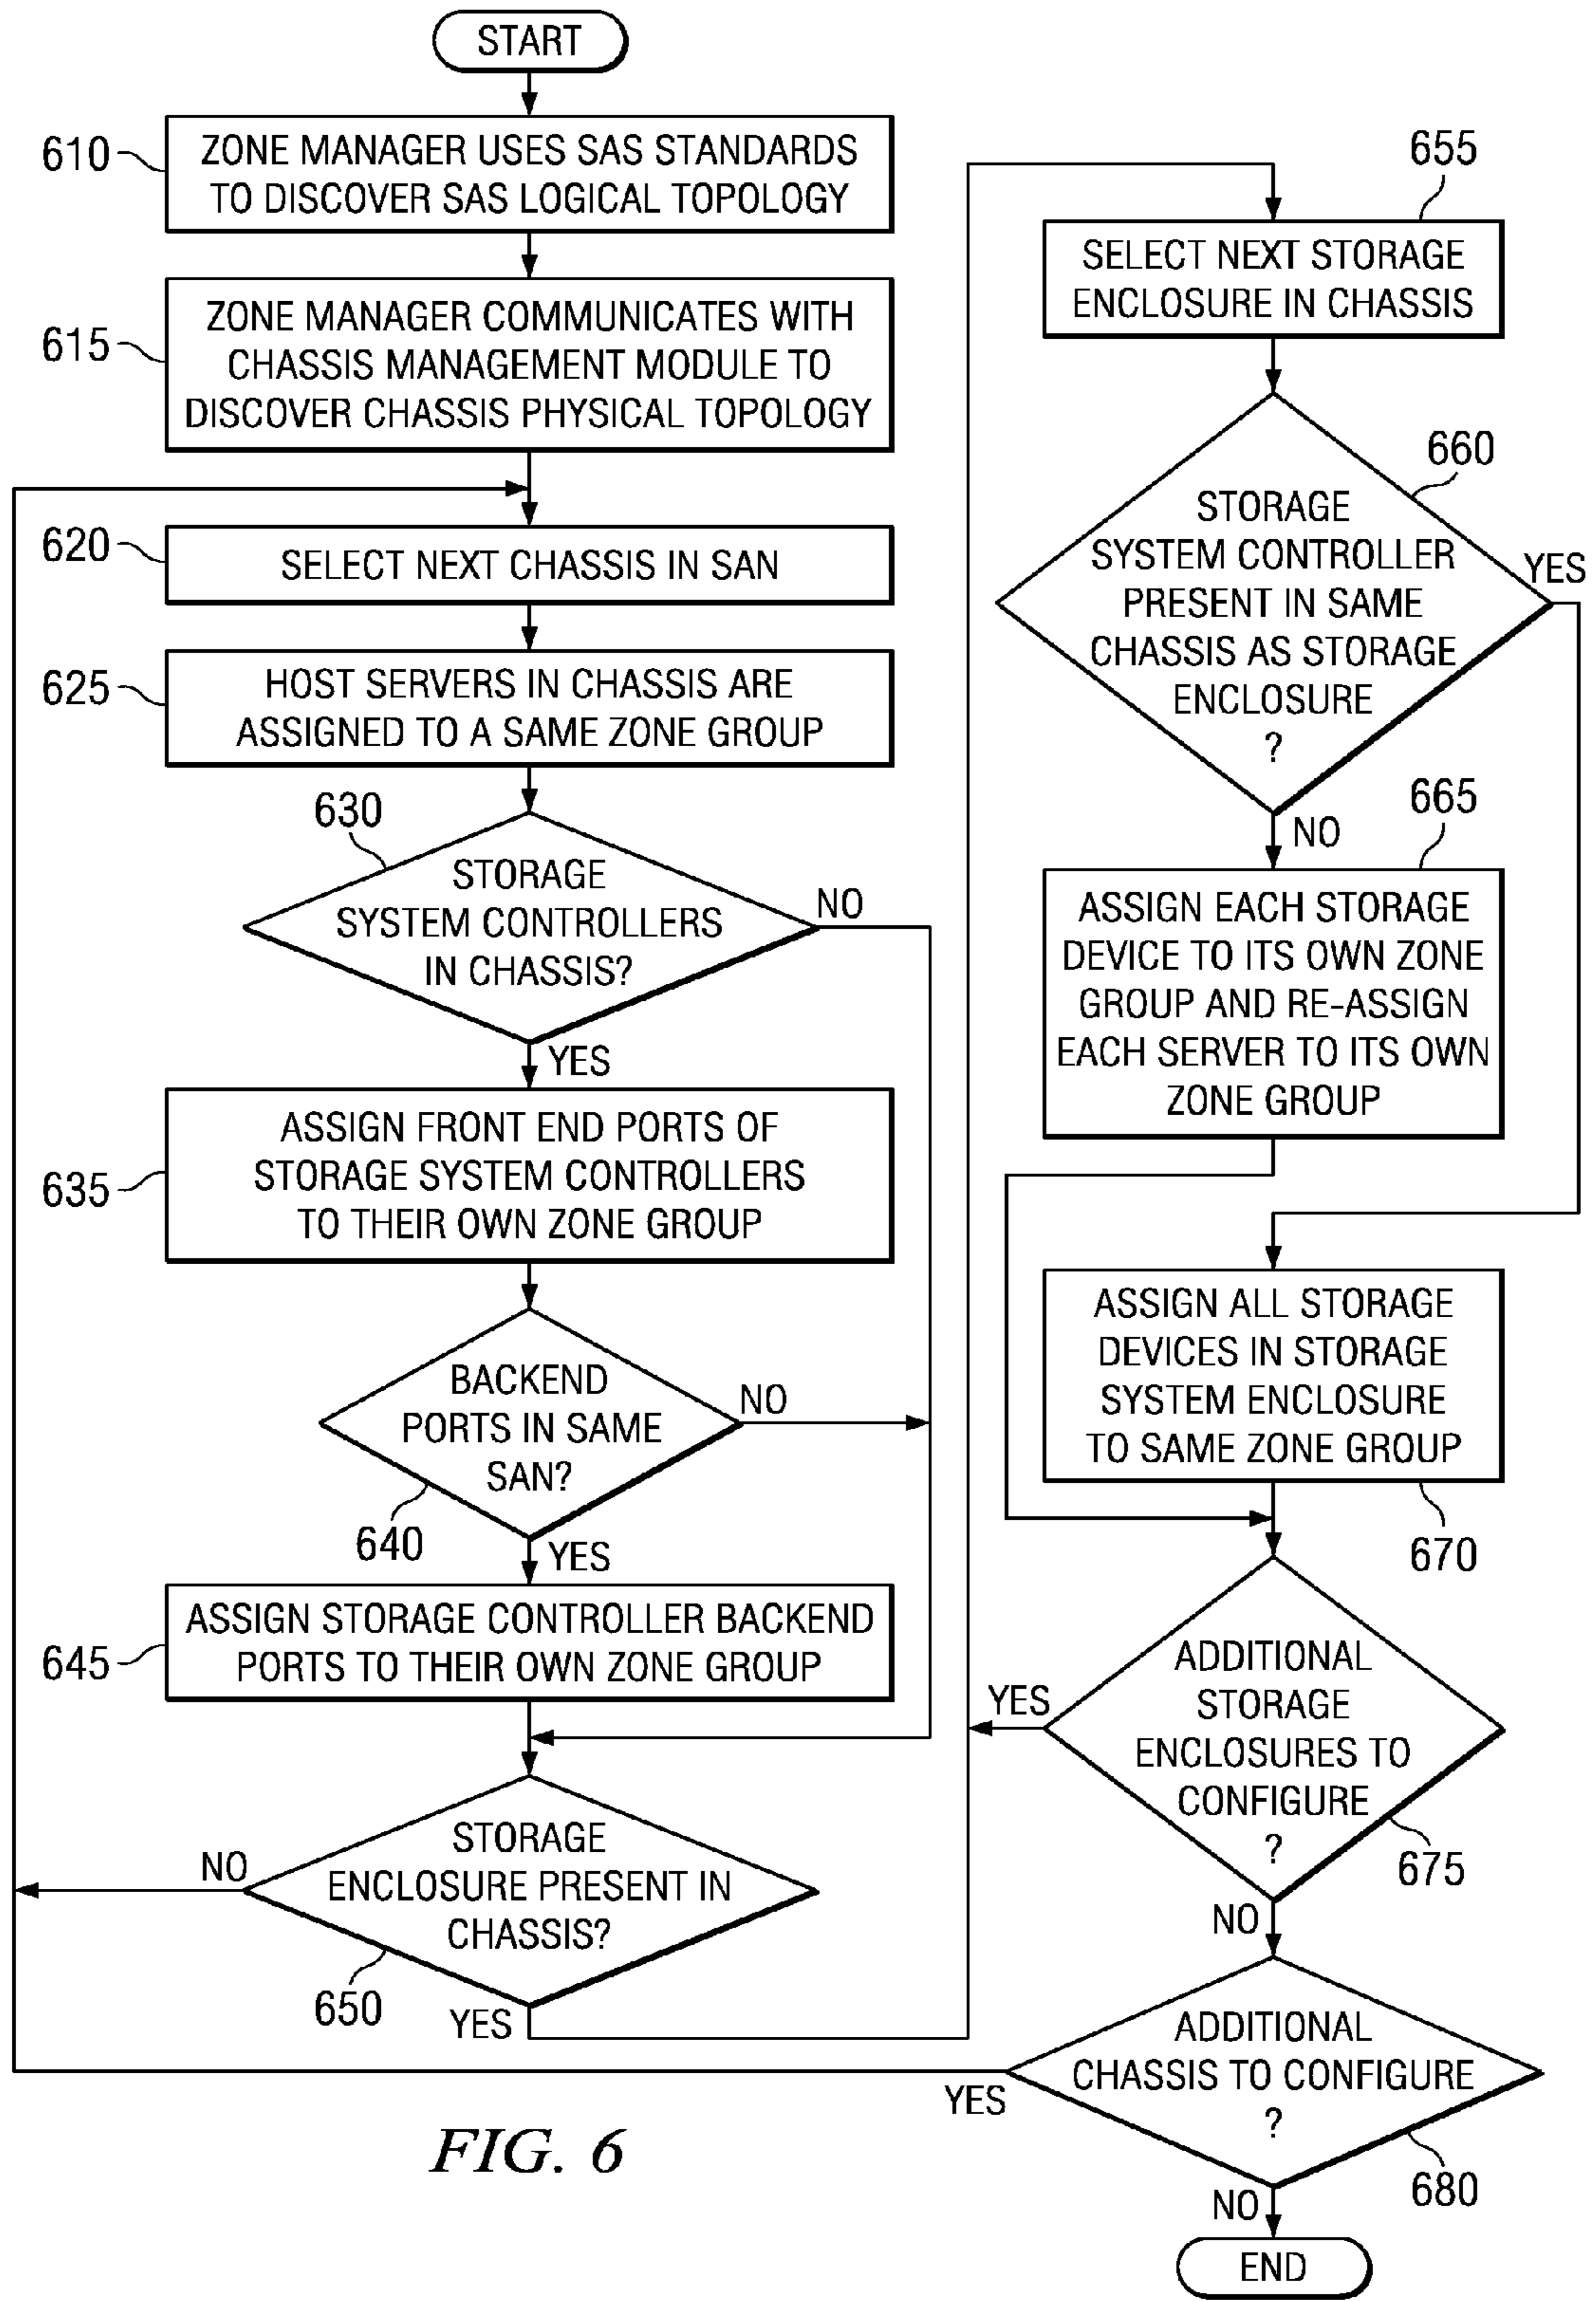 START
610
ZONE MANAGER USES SAS STANDARDS
TO DISCOVER SAS LOGICAL TOPOLOGY
615
ZONE MANAGER COMMUNICATES WITH
CHASSIS MANAGEMENT MODULE TO
DISCOVER CHASSIS PHYSICAL TOPOLOGY
620
SELECT NEXT CHASSIS IN SAN
625
HOST SERVERS IN CHASSIS ARE
ASSIGNED TO A SAME ZONE GROUP
630
STORAGE
SYSTEM CONTROLLERS
IN CHASSIS?
NO
YES
635
ASSIGN FRONT END PORTS OF
STORAGE SYSTEM CONTROLLERS
TO THEIR OWN ZONE GROUP
BACKEND
PORTS IN SAME
SAN?
NO
640
YES
645
ASSIGN STORAGE CONTROLLER BACKEND
PORTS TO THEIR OWN ZONE GROUP
STORAGE
ENCLOSURE PRESENT IN
CHASSIS?
NO
650
YES
655
SELECT NEXT STORAGE
ENCLOSURE IN CHASSIS
660
STORAGE
SYSTEM CONTROLLER
PRESENT IN SAME
CHASSIS AS STORAGE
ENCLOSURE
?
YES
NO
665
ASSIGN EACH STORAGE
DEVICE TO ITS OWN ZONE
GROUP AND RE-ASSIGN
EACH SERVER TO ITS OWN
ZONE GROUP
ASSIGN ALL STORAGE
DEVICES IN STORAGE
SYSTEM ENCLOSURE
TO SAME ZONE GROUP
670
ADDITIONAL
STORAGE
ENCLOSURES TO
CONFIGURE
?
YES
675
NO
ADDITIONAL
CHASSIS TO CONFIGURE
?
YES
680
NO
END
FIG. 6